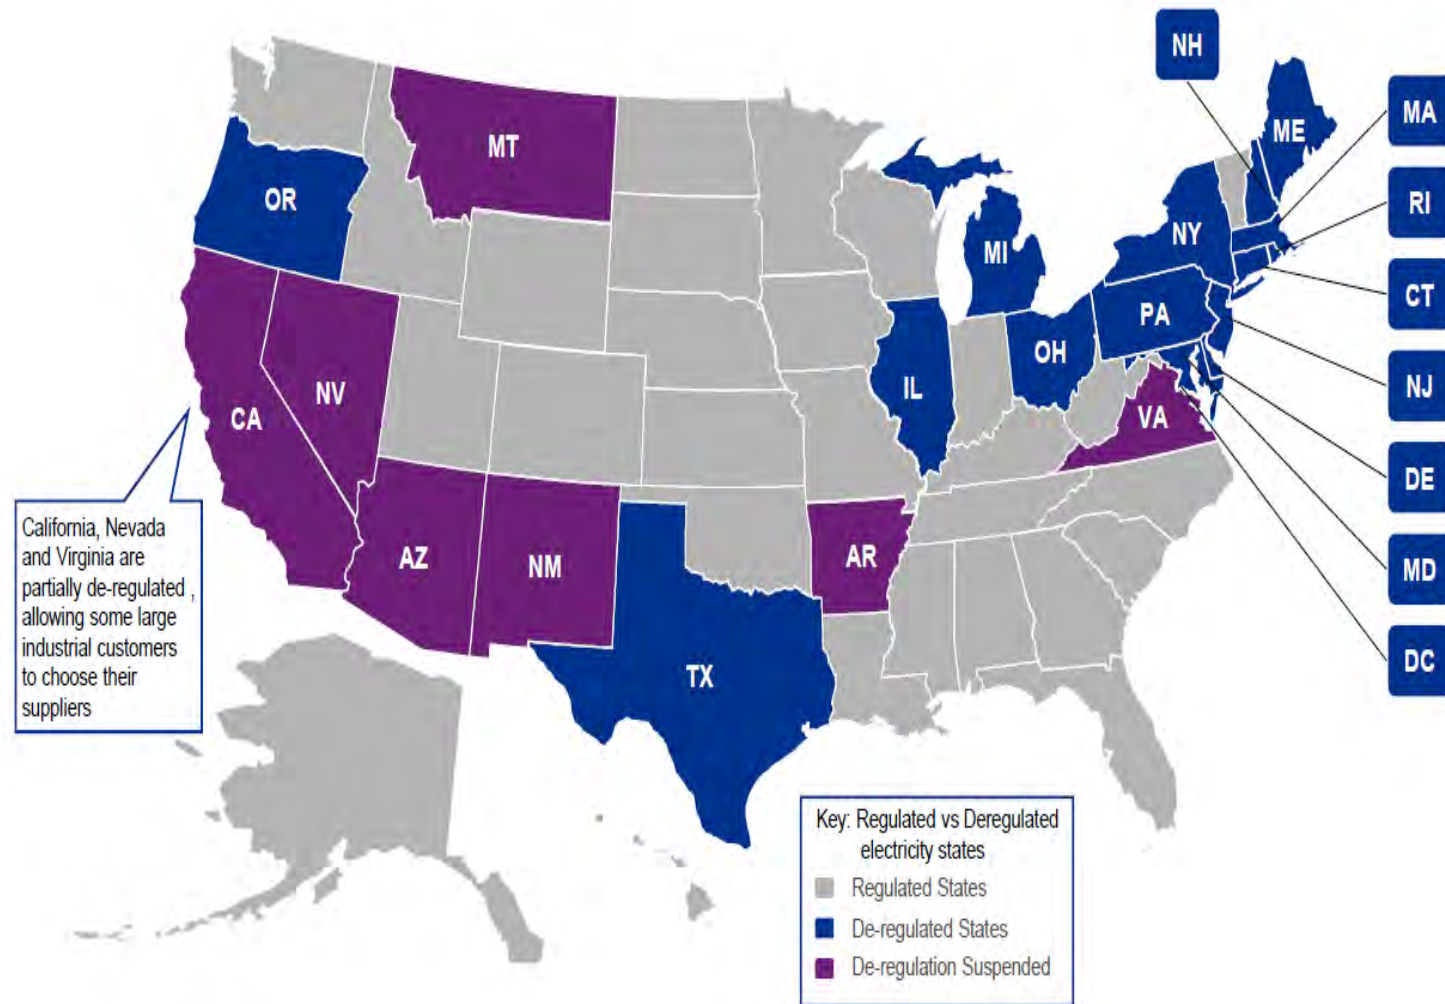 NH
MA
ME
MT
RI
OR
NY
MI
CT
PA
OH
NJ
IL
NV
CA
VA
DE
California, Nevada
and Virginia are
partially de-regulated ,
allowing some large
industrial customers
to choose their
suppliers
AZ
NM
AR
MD
DC
TX
Key: Regulated vs Deregulated
electricity states
Regulated States
De-regulated States
De-regulation Suspended